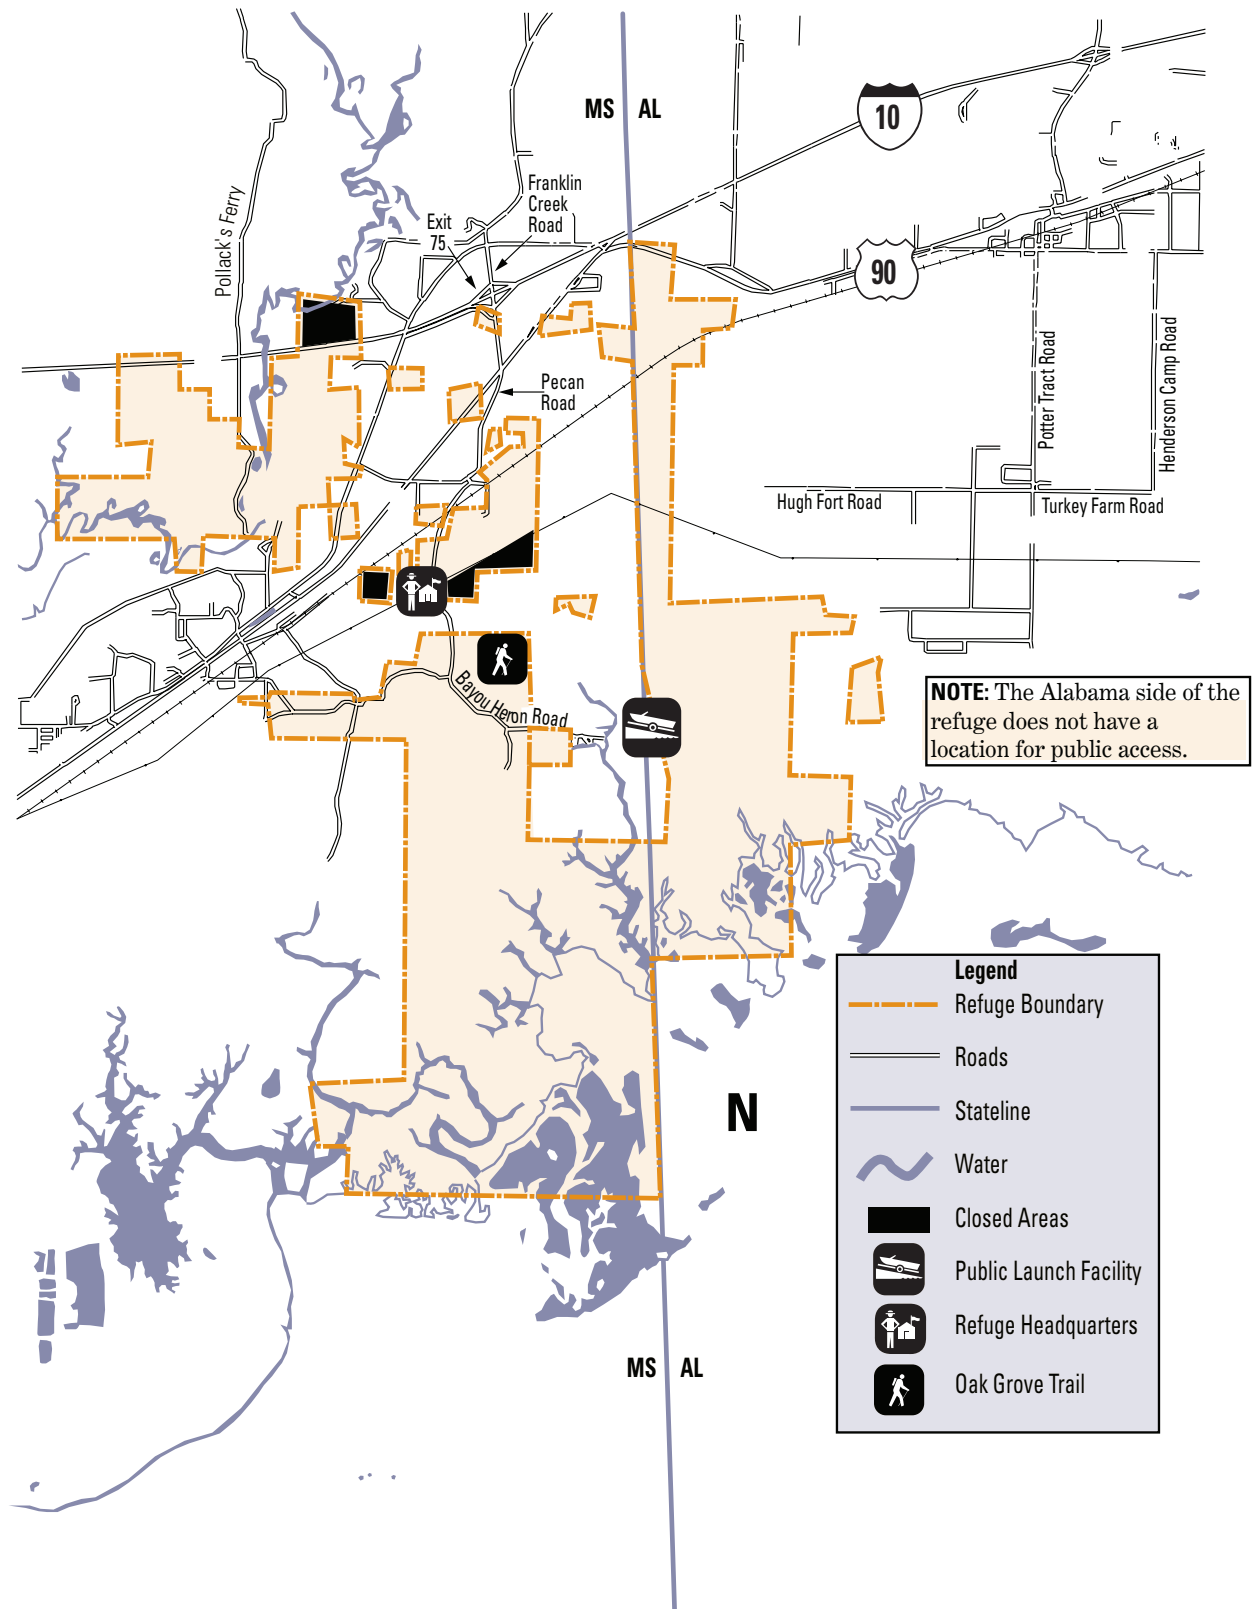 MS AL
10
Franklin
Creek
Road
Exit
75
Pollack's Ferry
90
Pecan
Road
Potter Tract Road
Henderson Camp Road
Hugh Fort Road
Turkey Farm Road
Bayou Heron Road
NOTE: The Alabama side of the
refuge does not have a
location for public access.
Legend
Refuge Boundary
Roads
Stateline
Water
Closed Areas
Public Launch Facility
Refuge Headquarters
Oak Grove Trail
N
MS AL